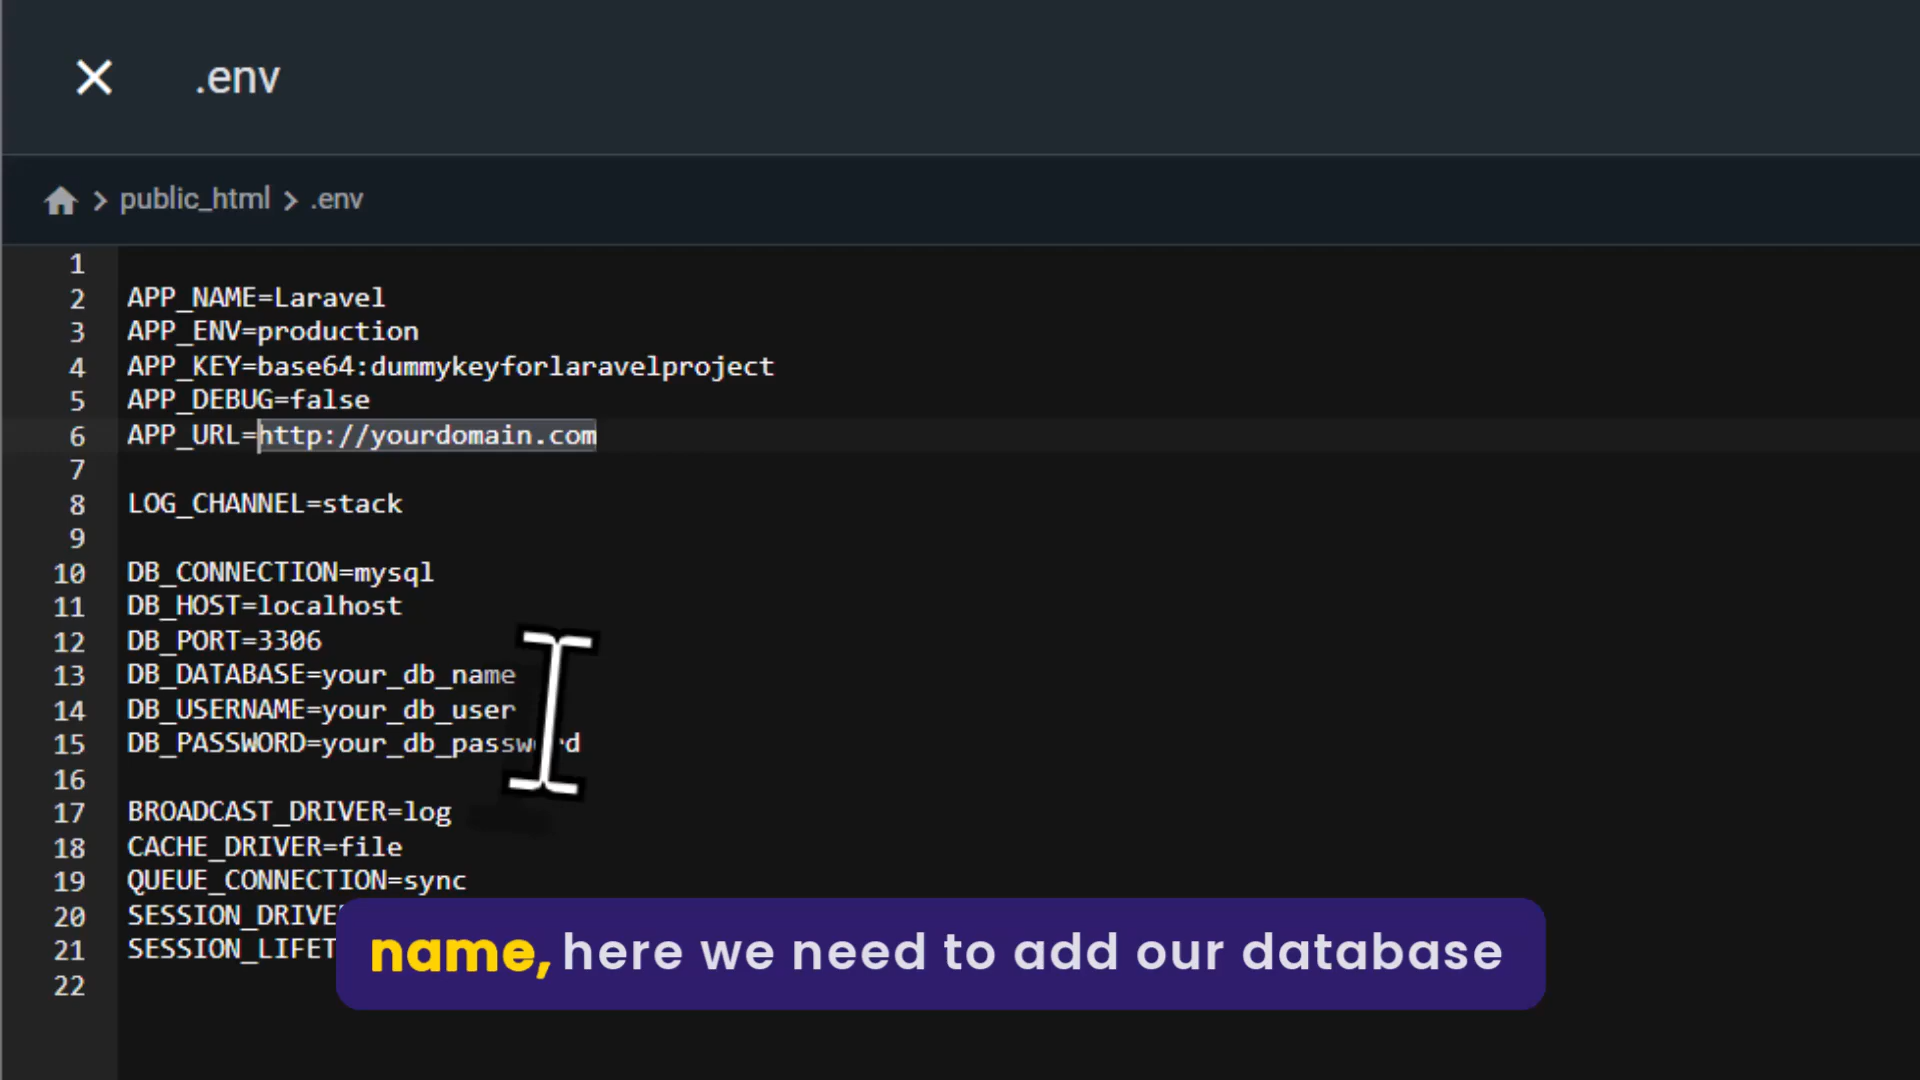 .env
public_html > .env
1
2 APP_NAME=Laravel
3 APP_ENV=production
4 APP_KEY=base64:dummykeyforlaravelproject
5 APP_DEBUG=false
6 APP_URL=http://yourdomain.com
7
8 LOG_CHANNEL=stack
9
10 DB_CONNECTION=mysql
11 DB_HOST=localhost
12 DB_PORT=3306
13 DB_DATABASE=your_db_name
14 DB_USERNAME=your_db_user
15 DB_PASSWORD=your_db_password
16
17 BROADCAST_DRIVER=log
18 CACHE_DRIVER=file
19 QUEUE_CONNECTION=sync
20 SESSION_DRIVE
21 SESSION_LIFET
22
name, here we need to add our database